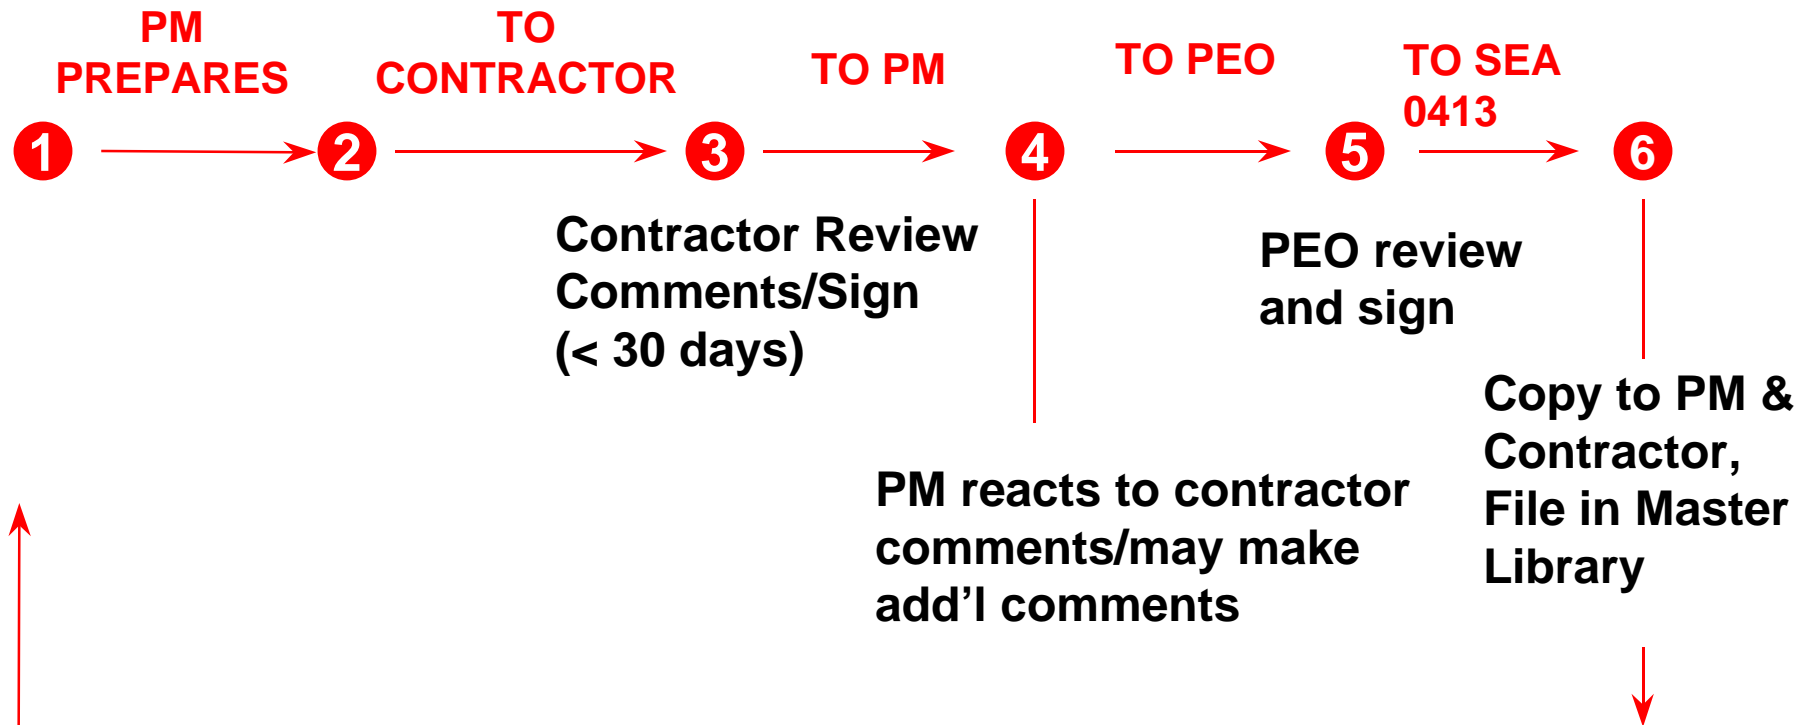 PM
PREPARES
TO
CONTRACTOR
TO PM
TO PEO
TO SEA
0413
1
2
3
4
5
6
Contractor Review
Comments/Sign
(< 30 days)
PEO review
and sign
PM reacts to contractor
comments/may make
add’l comments
Copy to PM &
Contractor,
File in Master
Library